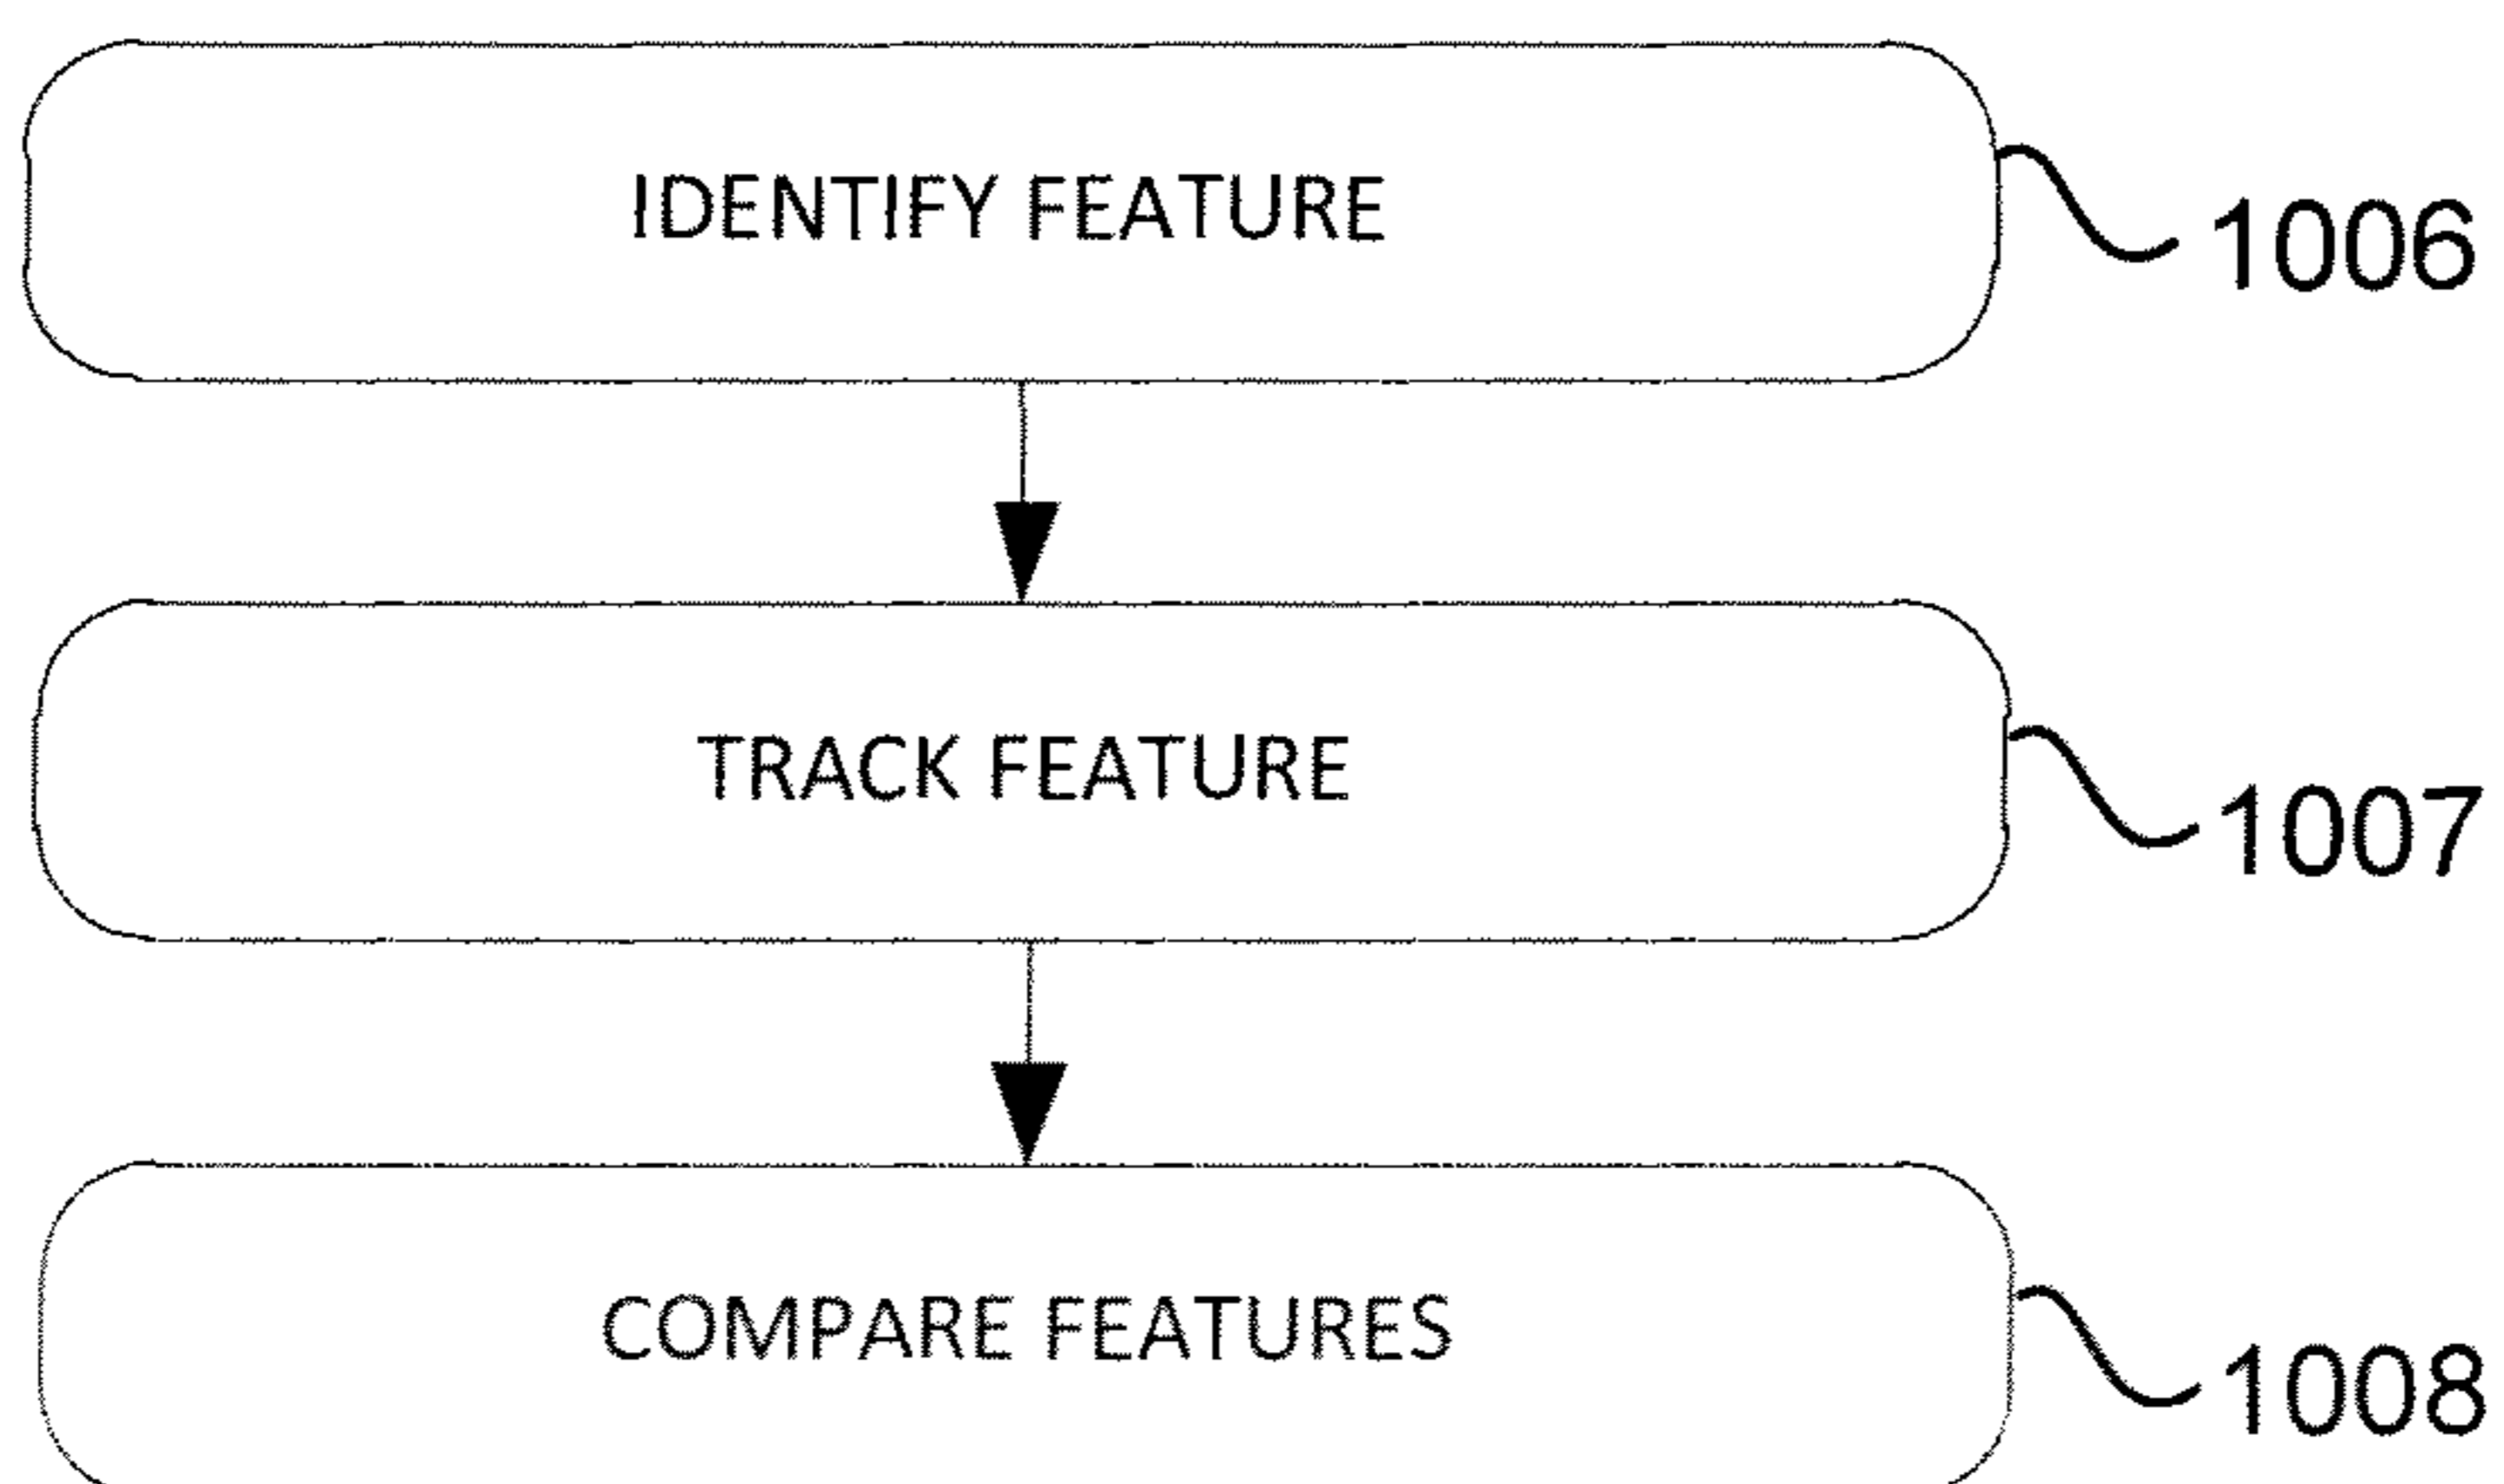 IDENTIFY FEATURE
1006
TRACK FEATURE
1007
COMPARE FEATURES
1008